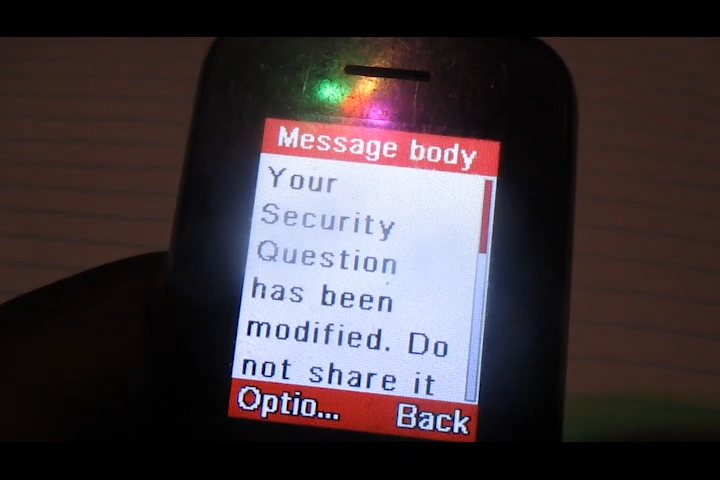 Message body
Your
Security
Question
has been
modified. Do
not share it
Optio... Back